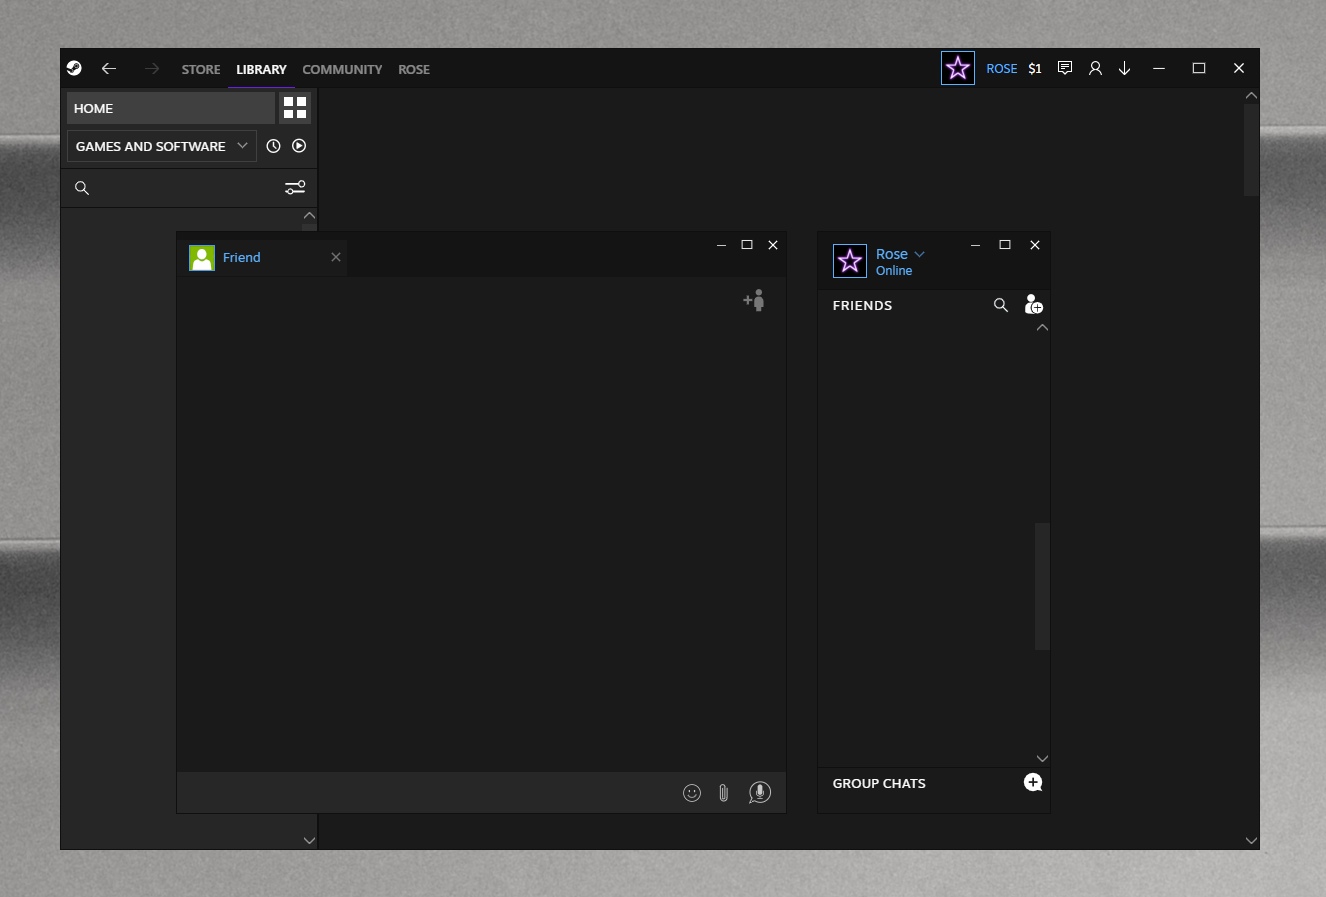 STORE LIBRARY COMMUNITY ROSE ROSE $1
HOME
GAMES AND SOFTWARE
Friend
Rose
Online
FRIENDS
GROUP CHATS